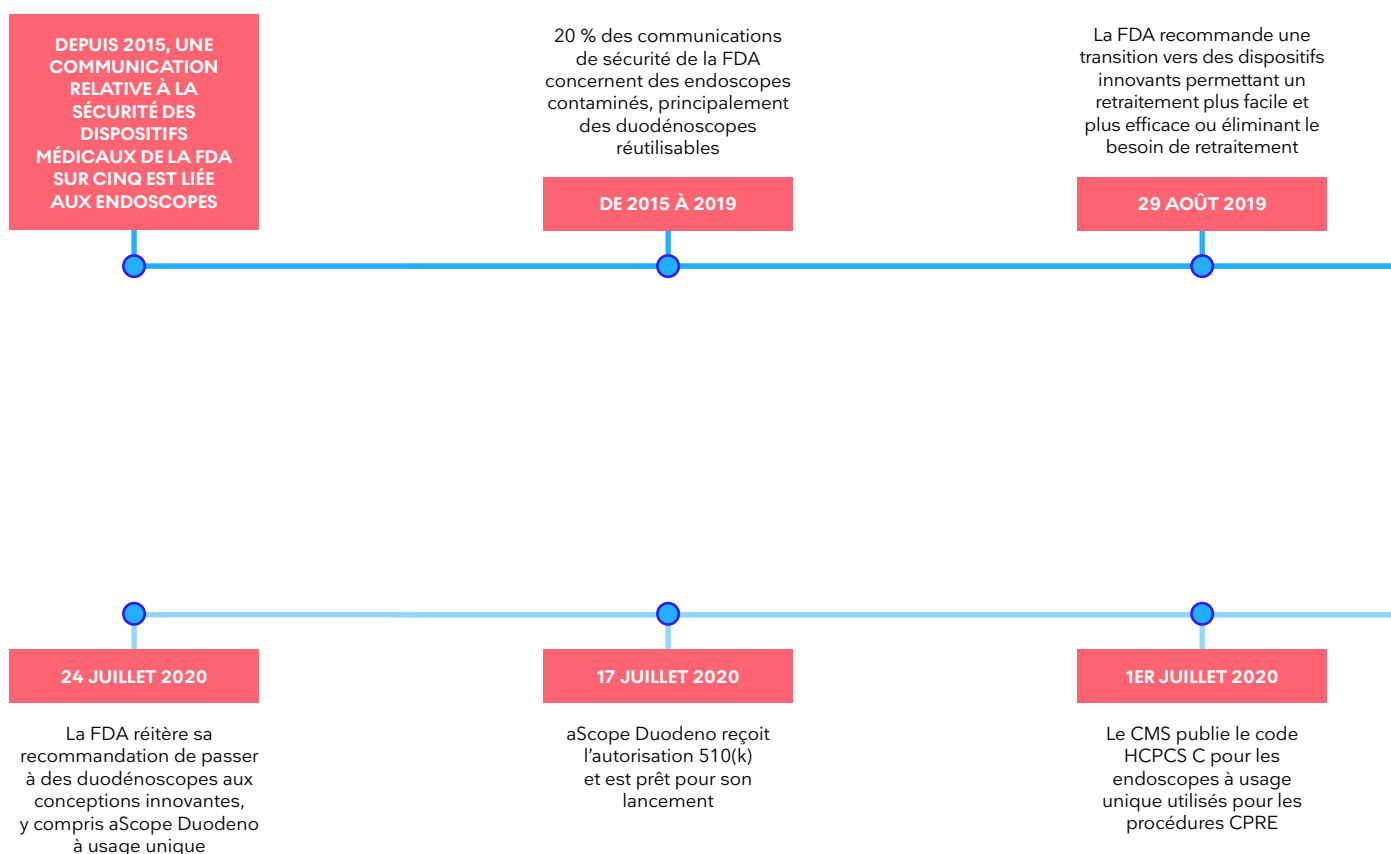 DEPUIS 2015, UNE
COMMUNICATION
RELATIVE À LA
SÉCURITÉ DES
DISPOSITIFS
MÉDICAUX DE LA FDA
SUR CINQ EST LIÉE
AUX ENDOSCOPES
20 % des communications
de sécurité de la FDA
concernent des endoscopes
contaminés, principalement
des duodénoscopes
réutilisables
DE 2015 À 2019
La FDA recommande une
transition vers des dispositifs
innovants permettant un
retraitement plus facile et
plus efficace ou éliminant le
besoin de retraitement
29 AOÛT 2019
24 JUILLET 2020
La FDA réitère sa
recommandation de passer
à des duodénoscopes aux
conceptions innovantes,
y compris aScope Duodeno
à usage unique
17 JUILLET 2020
aScope Duodeno reçoit
l’autorisation 510(k)
et est prêt pour son
lancement
1ER JUILLET 2020
Le CMS publie le code
HCPCS C pour les
endoscopes à usage
unique utilisés pour les
procédures CPRE